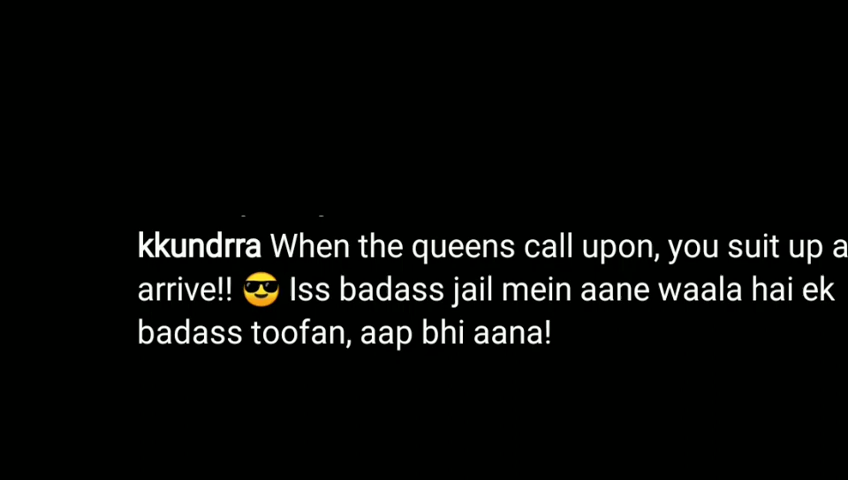 kkundrra When the queens call upon, you suit up a
arrive!! 😎 Iss badass jail mein aane waala hai ek
badass toofan, aap bhi aana!